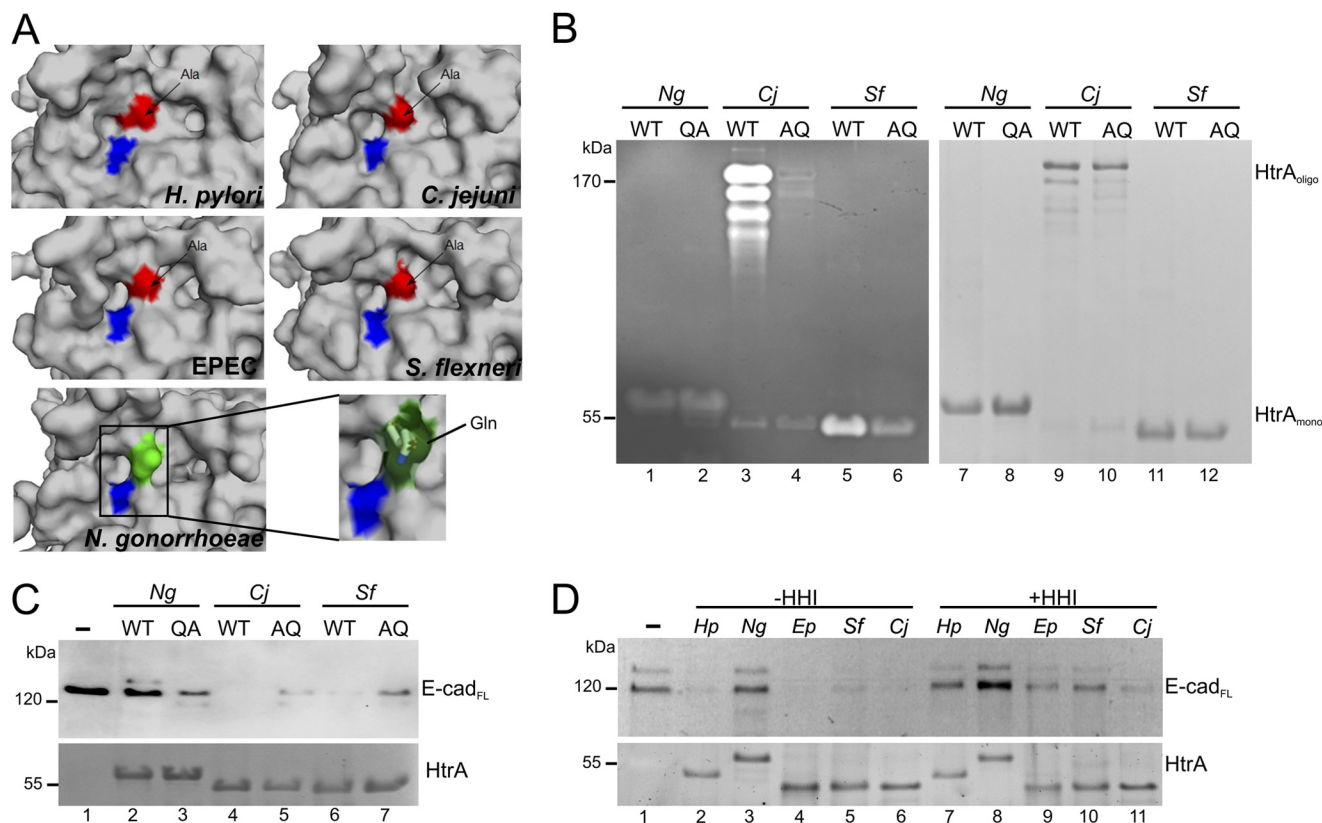 A
Ala
Ala
H. pylori
C. jejuni
Ala
Ala
EPEC
S. flexneri
Gln
N. gonorrhoeae
B
Ng Cj Sf Ng Cj Sf
WT QA WT AQ WT AQ WT QA WT AQ WT AQ
kDa
170
HtrAoligo
55
HtrAmono
1 2 3 4 5 6 7 8 9 10 11 12
C
Ng Cj Sf
– WT QA WT AQ WT AQ
kDa
120
E-cadFL
55
HtrA
1 2 3 4 5 6 7
D
-HHI +HHI
– Hp Ng Ep Sf Cj Hp Ng Ep Sf Cj
kDa
120
E-cadFL
55
HtrA
1 2 3 4 5 6 7 8 9 10 11